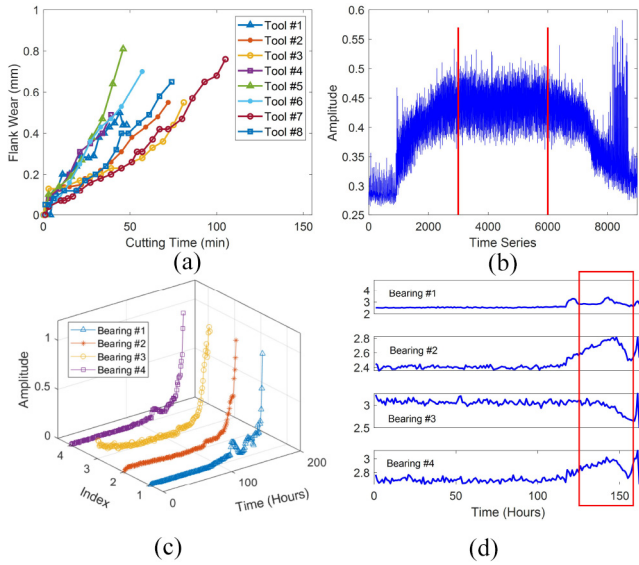 (a)
Flank Wear (mm)
1
0.8
0.6
0.4
0.2
0
0 50 100 150
Cutting Time (min)
Tool #1
Tool #2
Tool #3
Tool #4
Tool #5
Tool #6
Tool #7
Tool #8
(b)
Amplitude
0.6
0.55
0.5
0.45
0.4
0.35
0.3
0.25
0 2000 4000 6000 8000
Time Series
(c)
Amplitude
1
0.5
0
Bearing #1
Bearing #2
Bearing #3
Bearing #4
4
3
2
1
Index
0
100
200
Time (Hours)
(d)
Bearing #1
4
3
2
Bearing #2
2.8
2.6
2.4
Bearing #3
3
2.5
Bearing #4
3
2.8
0 50 100 150
Time (Hours)